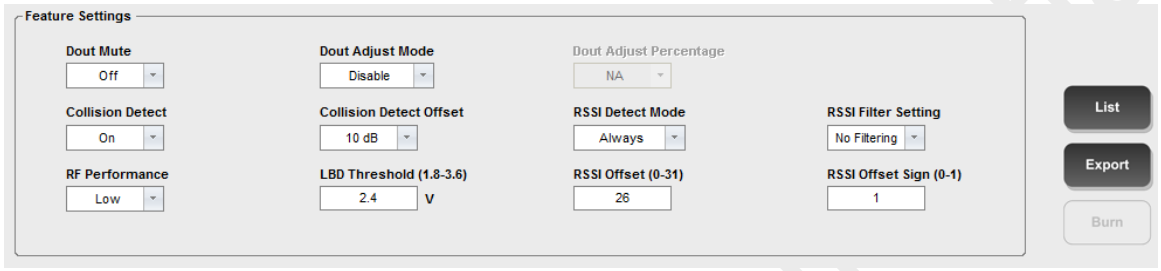 Feature Settings
Dout Mute Dout Adjust Mode Dout Adjust Percentage
Off Disable NA
Collision Detect Collision Detect Offset RSSI Detect Mode RSSI Filter Setting
On 10 dB Always No Filtering
RF Performance LBD Threshold (1.8-3.6) RSSI Offset (0-31) RSSI Offset Sign (0-1)
Low 2.4 V 26 1
List
Export
Burn